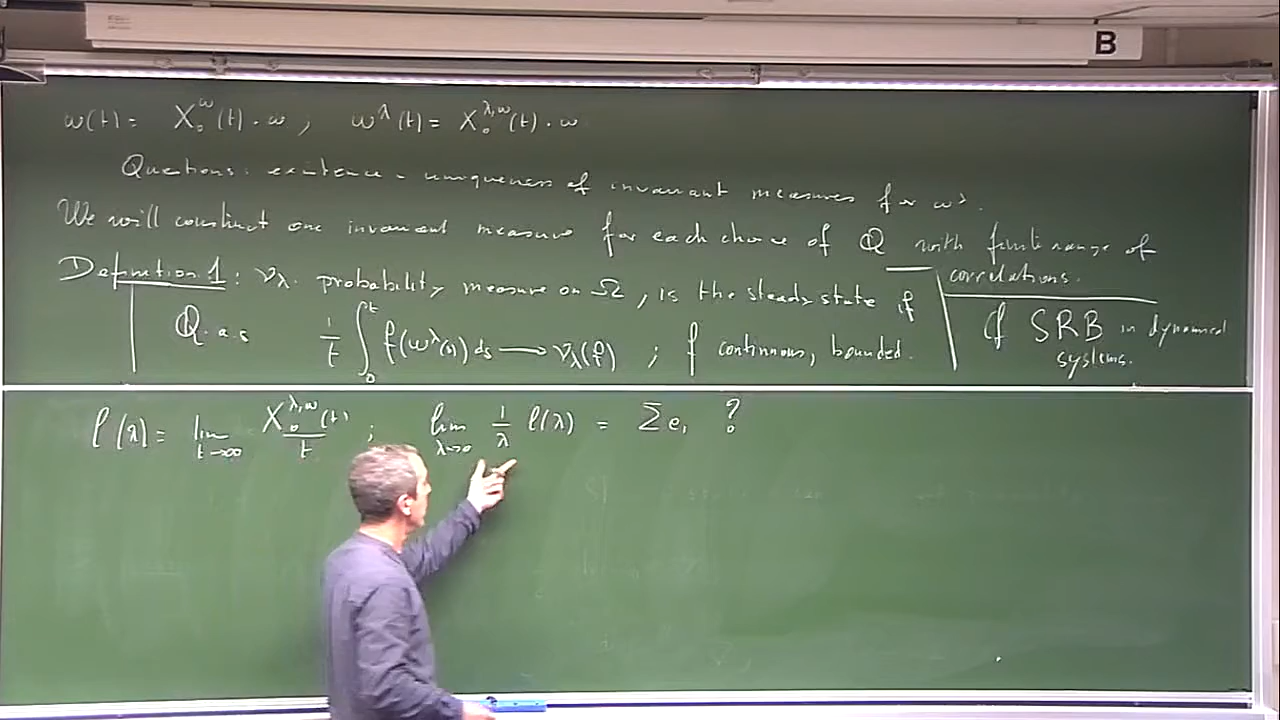 B
ω(t) = X₀^ω(t) · ω ; ω^λ(t) = X₀^{λ,ω}(t) · ω
Questions: existence - uniqueness of invariant measures for ω^λ.
We will construct one invariant measure for each choice of Q with finite range of correlations.
Definition 1: ν_λ probability measure on Ω, is the steady state if
Q.a.s 1/t ∫₀^t f(ω^λ(s)) ds → ν_λ(f) ; f continuous, bounded.
Cf SRB in dynamical systems.
ℓ(λ) = lim_{t→∞} X₀^{λ,ω}(t)/t ; lim_{λ→0} 1/λ ℓ(λ) = Σe₁ ?